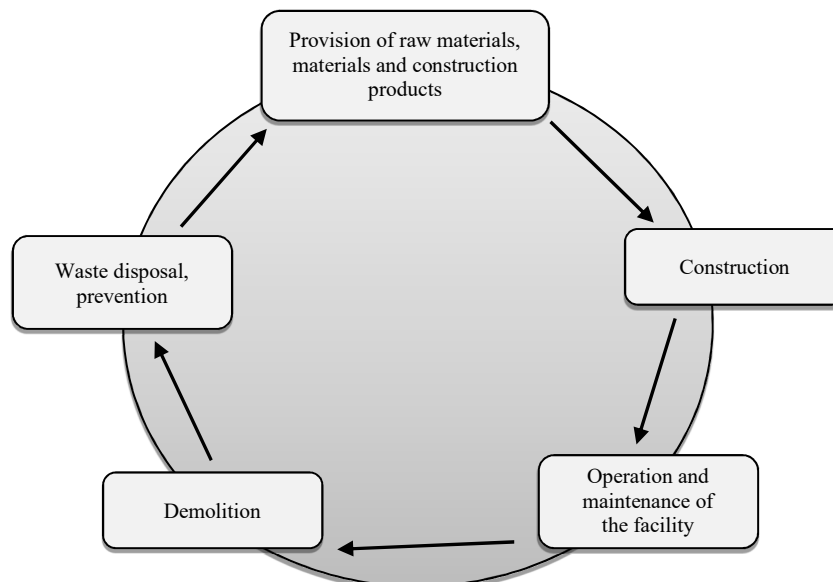 Provision of raw materials,
materials and construction
products
Construction
Operation and
maintenance of
the facility
Demolition
Waste disposal,
prevention